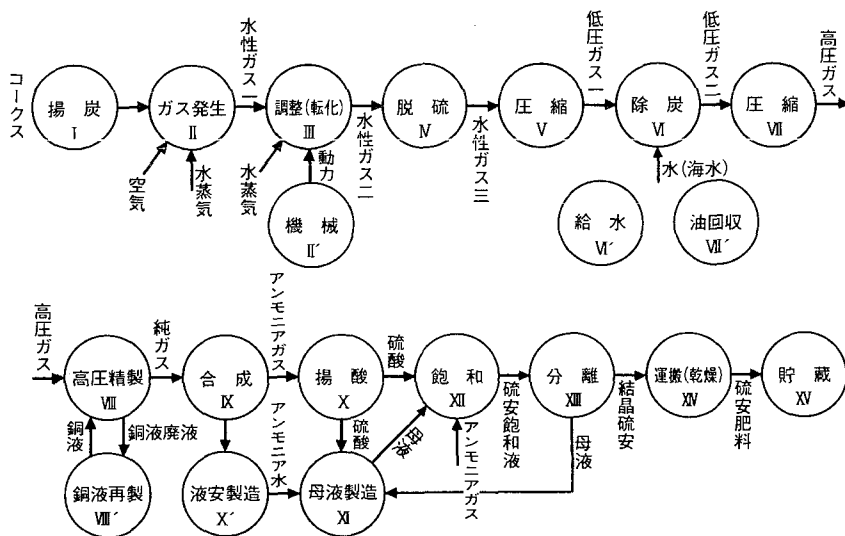 コークス
揚炭
Ⅰ
ガス発生
Ⅱ
空気
水蒸気
水性ガス一
調整(転化)
Ⅲ
水蒸気
動力
機械
Ⅱ′
水性ガス二
脱硫
Ⅳ
水性ガス三
圧縮
Ⅴ
低圧ガス一
除炭
Ⅵ
水(海水)
給水
Ⅵ′
低圧ガス二
圧縮
Ⅶ
油回収
Ⅶ′
高圧ガス
高圧ガス
高圧精製
Ⅷ
銅液
銅液廃液
銅液再製
Ⅷ′
純ガス
合成
Ⅸ
液安製造
Ⅹ′
アンモニアガス
アンモニア水
揚酸
Ⅹ
硫酸
硫酸
母液製造
Ⅺ
母液
飽和
Ⅻ
アンモニアガス
硫安飽和液
分離
XIII
母液
結晶硫安
運搬(乾燥)
XIV
硫安肥料
貯蔵
XV